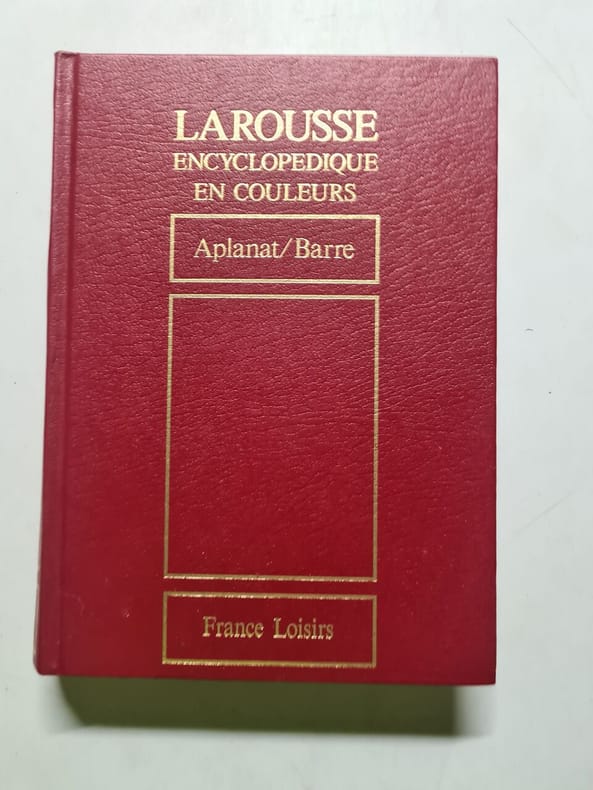 LAROUSSE
ENCYCLOPEDIQUE
EN COULEURS
Aplanat/Barre
France Loisirs